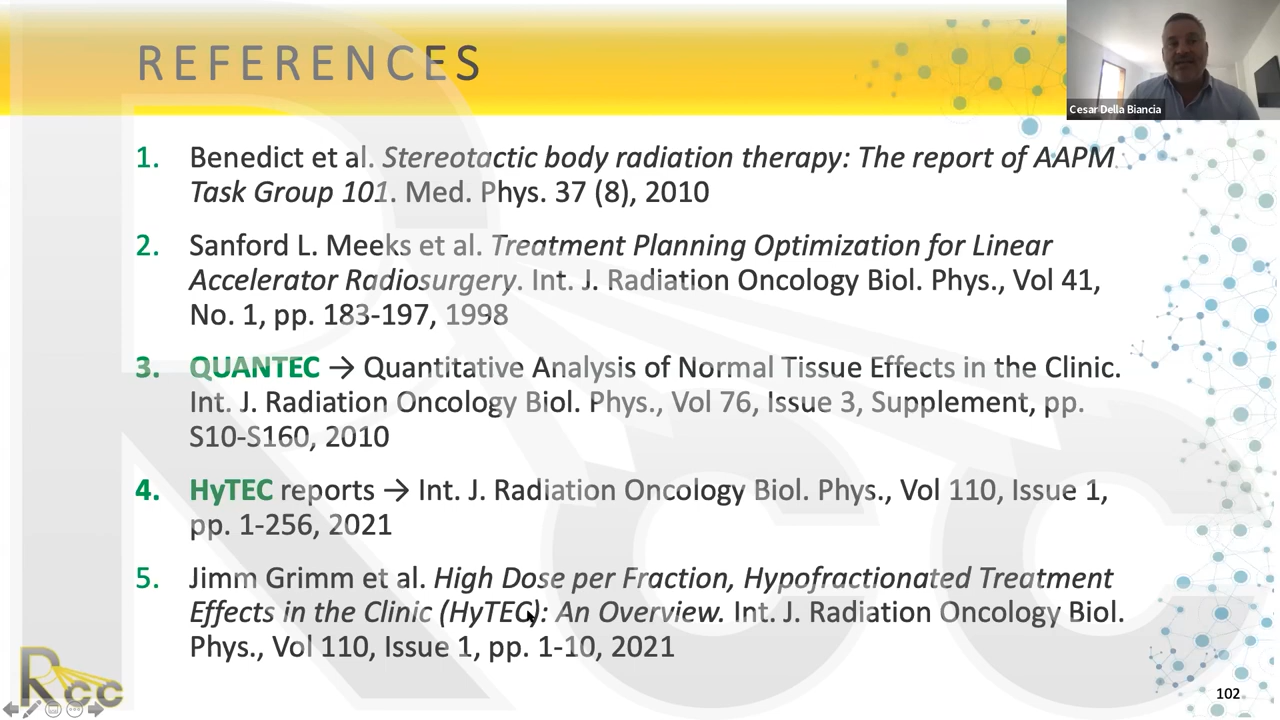 REFERENCES
Cesar Della Biancia
1. Benedict et al. Stereotactic body radiation therapy: The report of AAPM
Task Group 101. Med. Phys. 37 (8), 2010
2. Sanford L. Meeks et al. Treatment Planning Optimization for Linear
Accelerator Radiosurgery. Int. J. Radiation Oncology Biol. Phys., Vol 41,
No. 1, pp. 183-197, 1998
3. QUANTEC → Quantitative Analysis of Normal Tissue Effects in the Clinic.
Int. J. Radiation Oncology Biol. Phys., Vol 76, Issue 3, Supplement, pp.
S10-S160, 2010
4. HyTEC reports → Int. J. Radiation Oncology Biol. Phys., Vol 110, Issue 1,
pp. 1-256, 2021
5. Jimm Grimm et al. High Dose per Fraction, Hypofractionated Treatment
Effects in the Clinic (HyTEC): An Overview. Int. J. Radiation Oncology Biol.
Phys., Vol 110, Issue 1, pp. 1-10, 2021
Rcc
102